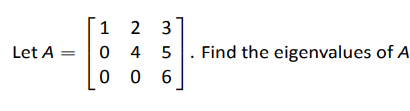 Let A = [1 2 3
0 4 5
0 0 6]. Find the eigenvalues of A